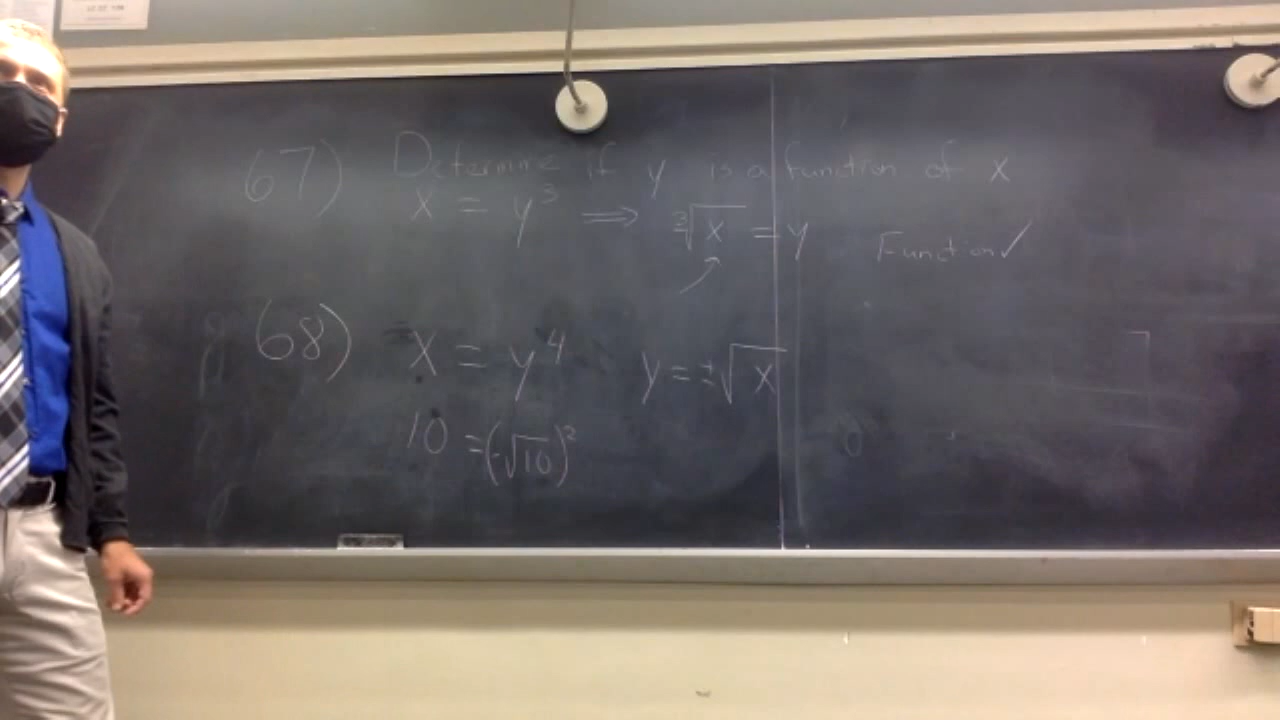 67) Determine if y is a function of x
x = y³ ⟹ ∛x = y Function ✓
68) x = y⁴ y = ±√x
10 = (-√10)²